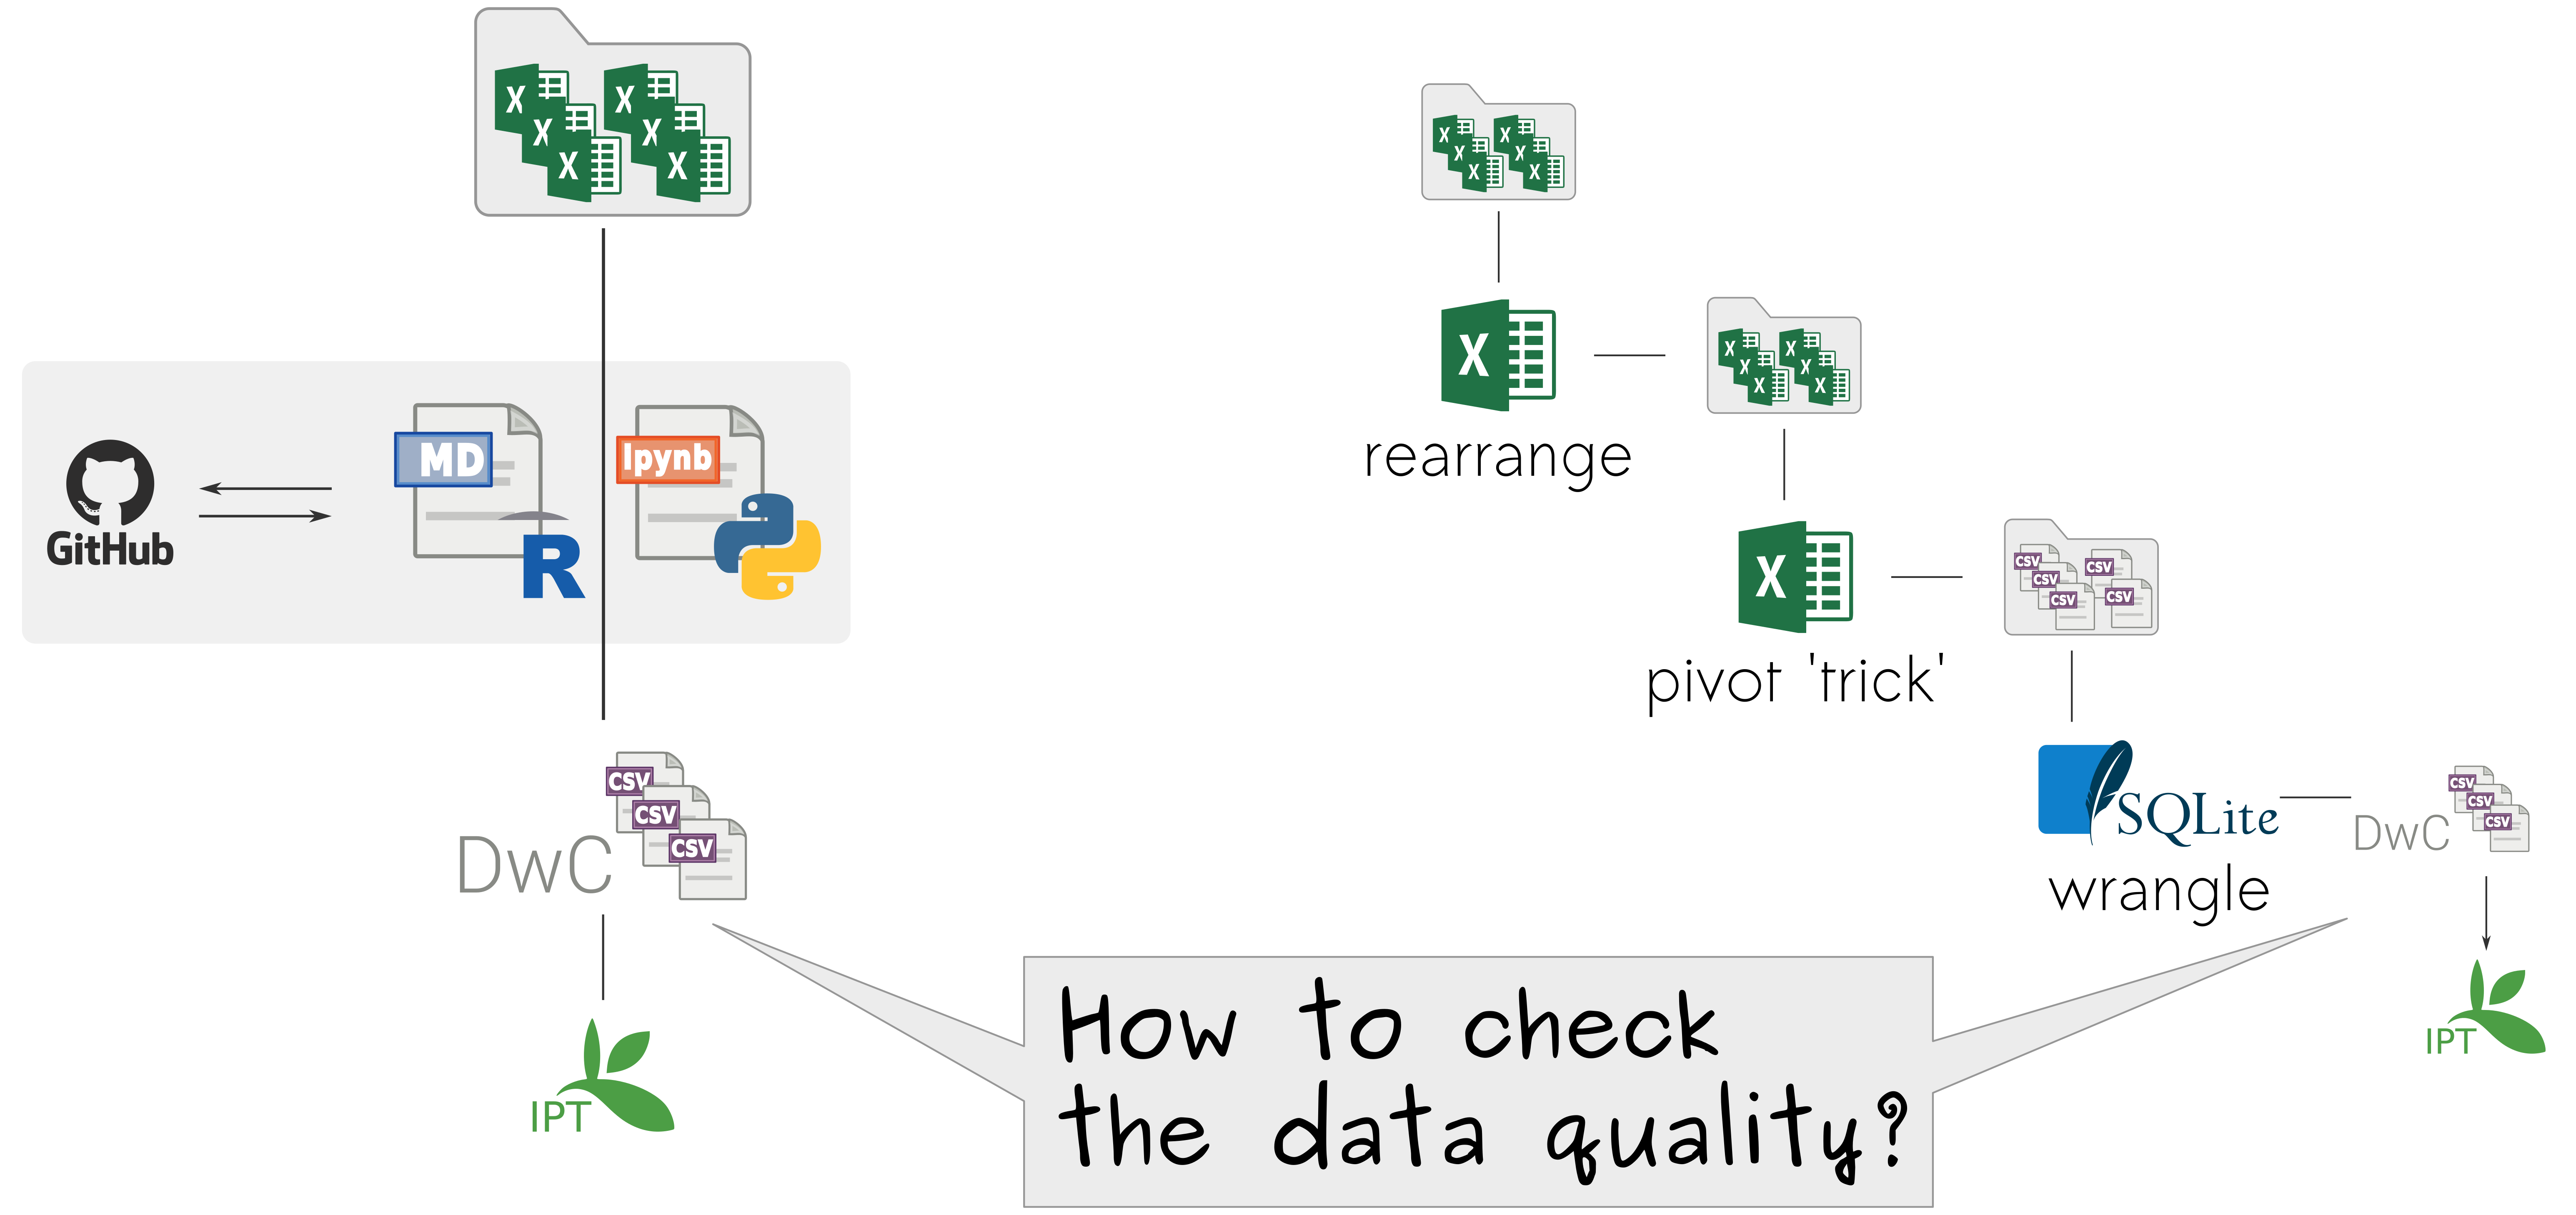 X X X X X X
MD
Ipynb
GitHub
R
CSV
CSV
CSV
DwC
IPT
X X X X X X
X
rearrange
X X X X X X
X
pivot 'trick'
CSV
CSV
CSV
CSV
CSV
SQLite
wrangle
CSV
CSV
CSV
DwC
IPT
How to check
the data quality?